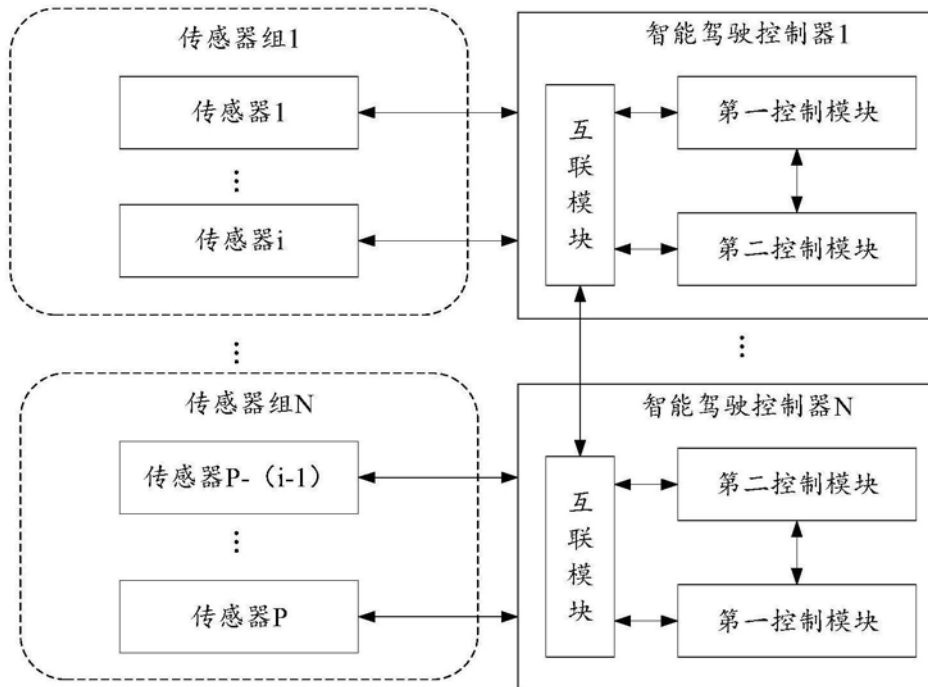 传感器组1
传感器1
⋮
传感器i
智能驾驶控制器1
互联模块
第一控制模块
第二控制模块
⋮
⋮
传感器组N
传感器P-（i-1）
⋮
传感器P
智能驾驶控制器N
互联模块
第二控制模块
第一控制模块